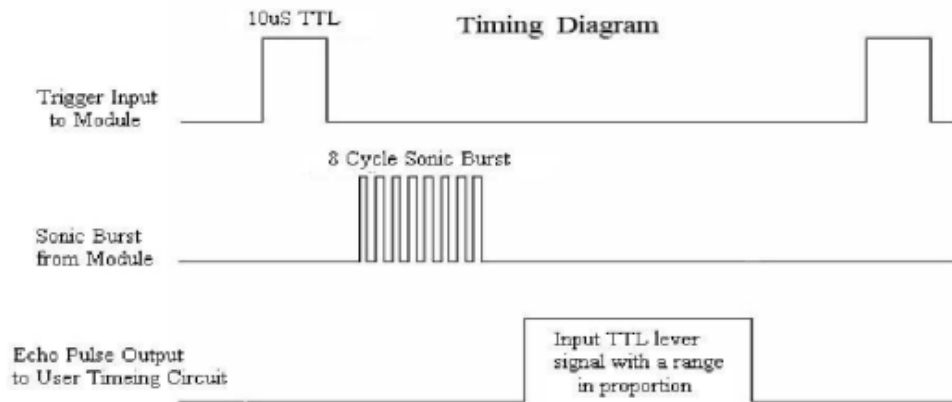 10uS TTL
Timing Diagram
Trigger Input
to Module
8 Cycle Sonic Burst
Sonic Burst
from Module
Echo Pulse Output
to User Timeing Circuit
Input TTL lever
signal with a range
in proportion